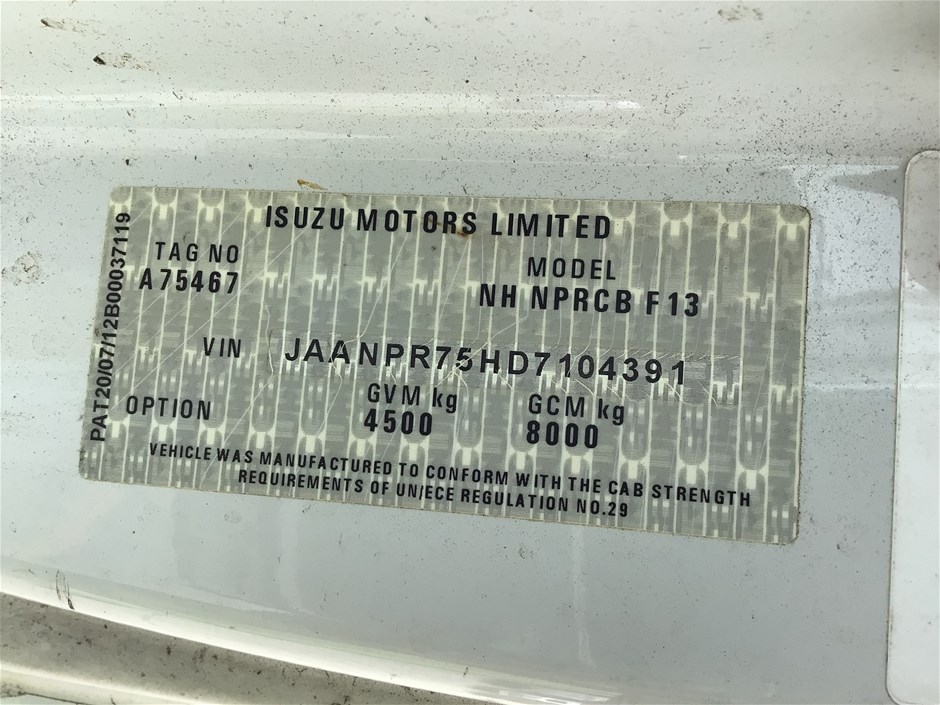 ISUZU MOTORS LIMITED
TAG NO
A75467
MODEL
NH NPRCB F13
VIN JAANPR75HD7104391
OPTION
GVM kg
4500
GCM kg
8000
VEHICLE WAS MANUFACTURED TO CONFORM WITH THE CAB STRENGTH
REQUIREMENTS OF UN/ECE REGULATION NO.29
PAT20/07/12B00037119